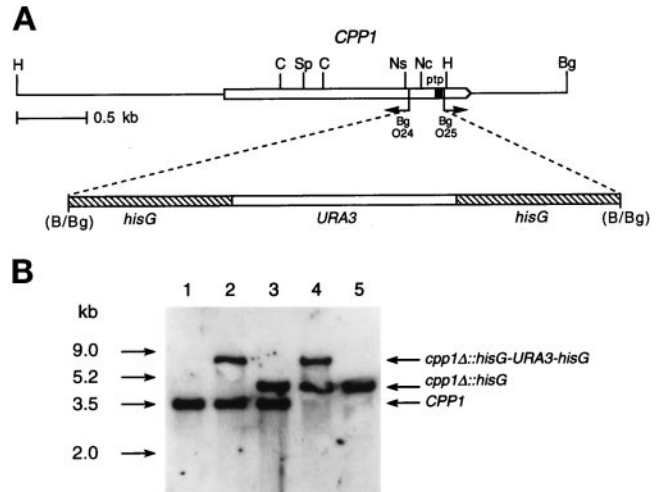 A
CPP1
H C Sp C Ns Nc H Bg
ptp
0.5 kb
Bg Bg
O24 O25
(B/Bg) hisG URA3 hisG (B/Bg)
B
1 2 3 4 5
kb
9.0 cpp1Δ::hisG-URA3-hisG
5.2 cpp1Δ::hisG
3.5 CPP1
2.0